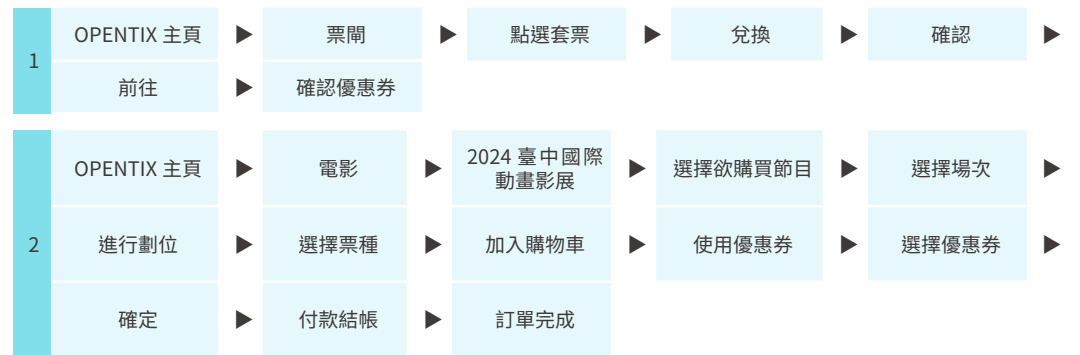 1
OPENTIX 主頁 ▶ 票閘 ▶ 點選套票 ▶ 兌換 ▶ 確認 ▶
前往 ▶ 確認優惠券
2
OPENTIX 主頁 ▶ 電影 ▶ 2024 臺中國際動畫影展 ▶ 選擇欲購買節目 ▶ 選擇場次 ▶
進行劃位 ▶ 選擇票種 ▶ 加入購物車 ▶ 使用優惠券 ▶ 選擇優惠券 ▶
確定 ▶ 付款結帳 ▶ 訂單完成